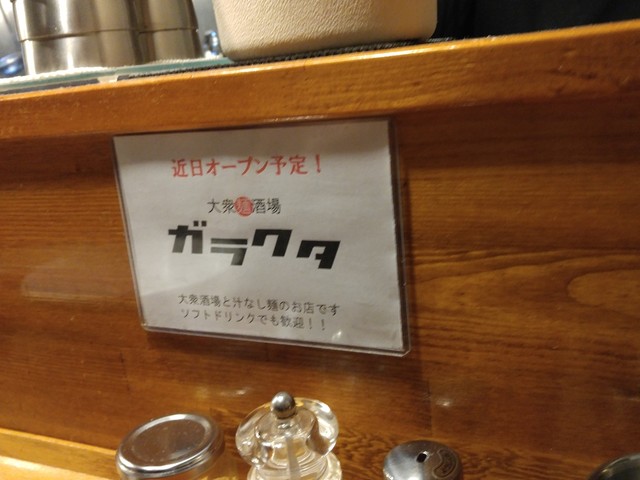 近日オープン予定！
大衆麺酒場
ガラクタ
大衆酒場と汁なし麺のお店です
ソフトドリンクでも歓迎！！